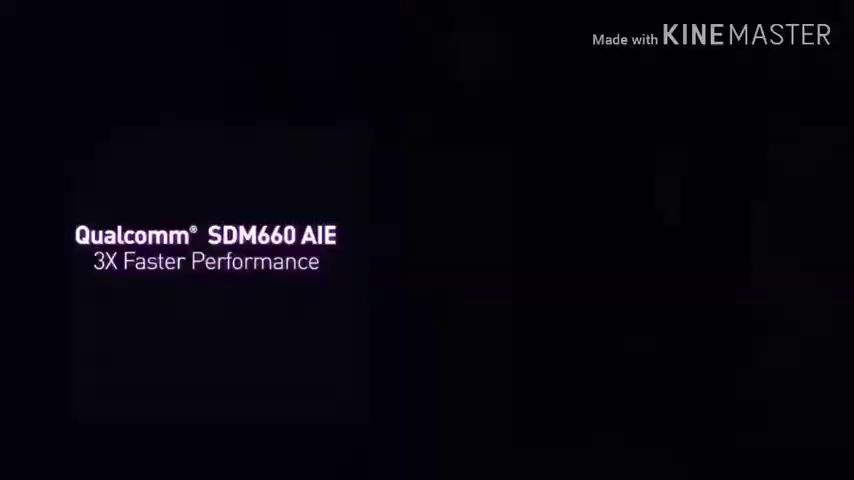 Made with KINEMASTER
Qualcomm® SDM660 AIE
3X Faster Performance